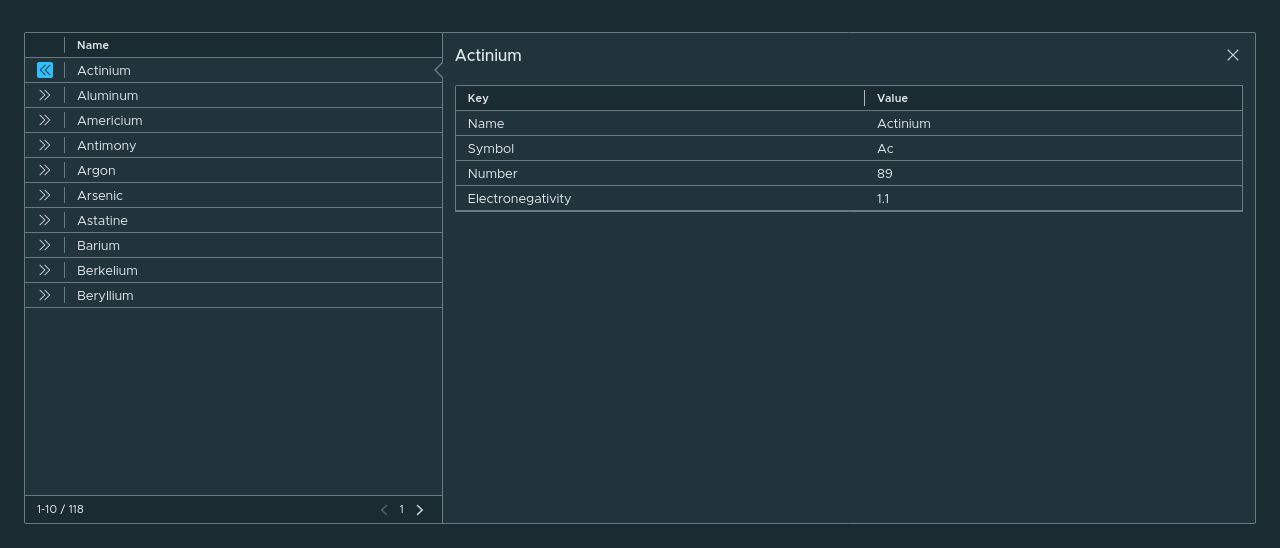 Name
Actinium
Aluminum
Americium
Antimony
Argon
Arsenic
Astatine
Barium
Berkelium
Beryllium
1-10 / 118
1
Actinium
Key Value
Name Actinium
Symbol Ac
Number 89
Electronegativity 1.1